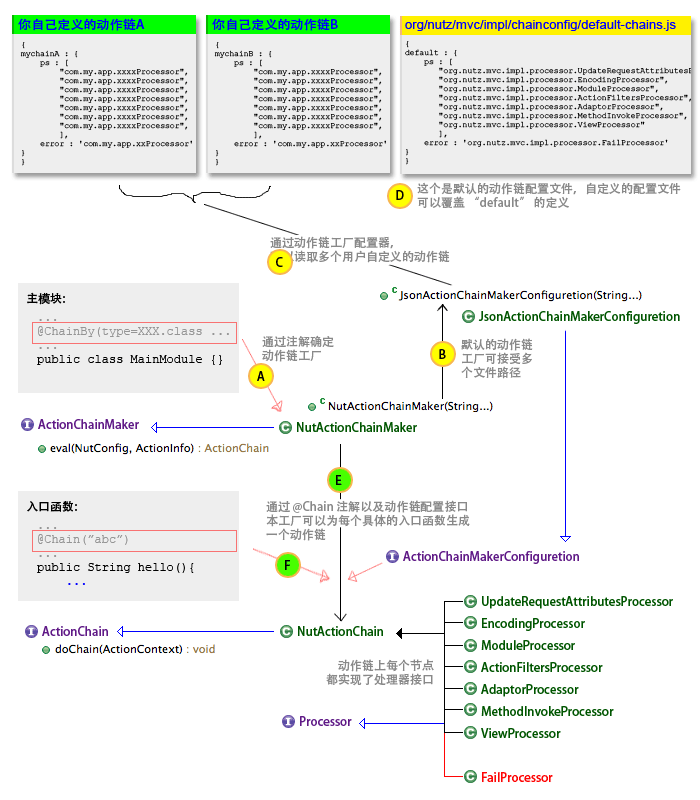 你自己定义的动作链A
{
mychainA : {
ps : [
"com.my.app.xxxxProcessor",
"com.my.app.xxxxProcessor",
"com.my.app.xxxxProcessor",
"com.my.app.xxxxProcessor",
"com.my.app.xxxxProcessor",
"com.my.app.xxxxProcessor",
"com.my.app.xxxxProcessor"
],
error : 'com.my.app.xxProcessor'
}
}
你自己定义的动作链B
{
mychainB : {
ps : [
"com.my.app.xxxxProcessor",
"com.my.app.xxxxProcessor",
"com.my.app.xxxxProcessor",
"com.my.app.xxxxProcessor",
"com.my.app.xxxxProcessor",
"com.my.app.xxxxProcessor",
"com.my.app.xxxxProcessor"
],
error : 'com.my.app.xxProcessor'
}
}
org/nutz/mvc/impl/chainconfig/default-chains.js
{
default : {
ps : [
"org.nutz.mvc.impl.processor.UpdateRequestAttributesP
"org.nutz.mvc.impl.processor.EncodingProcessor",
"org.nutz.mvc.impl.processor.ModuleProcessor",
"org.nutz.mvc.impl.processor.ActionFiltersProcessor",
"org.nutz.mvc.impl.processor.AdaptorProcessor",
"org.nutz.mvc.impl.processor.MethodInvokeProcessor",
"org.nutz.mvc.impl.processor.ViewProcessor"
],
error : 'org.nutz.mvc.impl.processor.FailProcessor'
}
}
D
这个是默认的动作链配置文件，自定义的配置文件
可以覆盖 “default” 的定义
通过动作链工厂配置器，
C
以读取多个用户自定义的动作链
c JsonActionChainMakerConfiguretion(String...)
C JsonActionChainMakerConfiguretion
主模块:
...
@ChainBy(type=XXX.class ...
...
public class MainModule {}
通过注解确定
动作链工厂
A
B
默认的动作链
工厂可接受多
个文件路径
c NutActionChainMaker(String...)
I ActionChainMaker
C NutActionChainMaker
eval(NutConfig, ActionInfo) : ActionChain
E
通过 @Chain 注解以及动作链配置接口
本工厂可以为每个具体的入口函数生成
一个动作链
入口函数:
...
@Chain(“abc”)
...
public String hello(){
...
F
I ActionChainMakerConfiguretion
I ActionChain
C NutActionChain
doChain(ActionContext) : void
动作链上每个节点
都实现了处理器接口
I Processor
C UpdateRequestAttributesProcessor
C EncodingProcessor
C ModuleProcessor
C ActionFiltersProcessor
C AdaptorProcessor
C MethodInvokeProcessor
C ViewProcessor
C FailProcessor